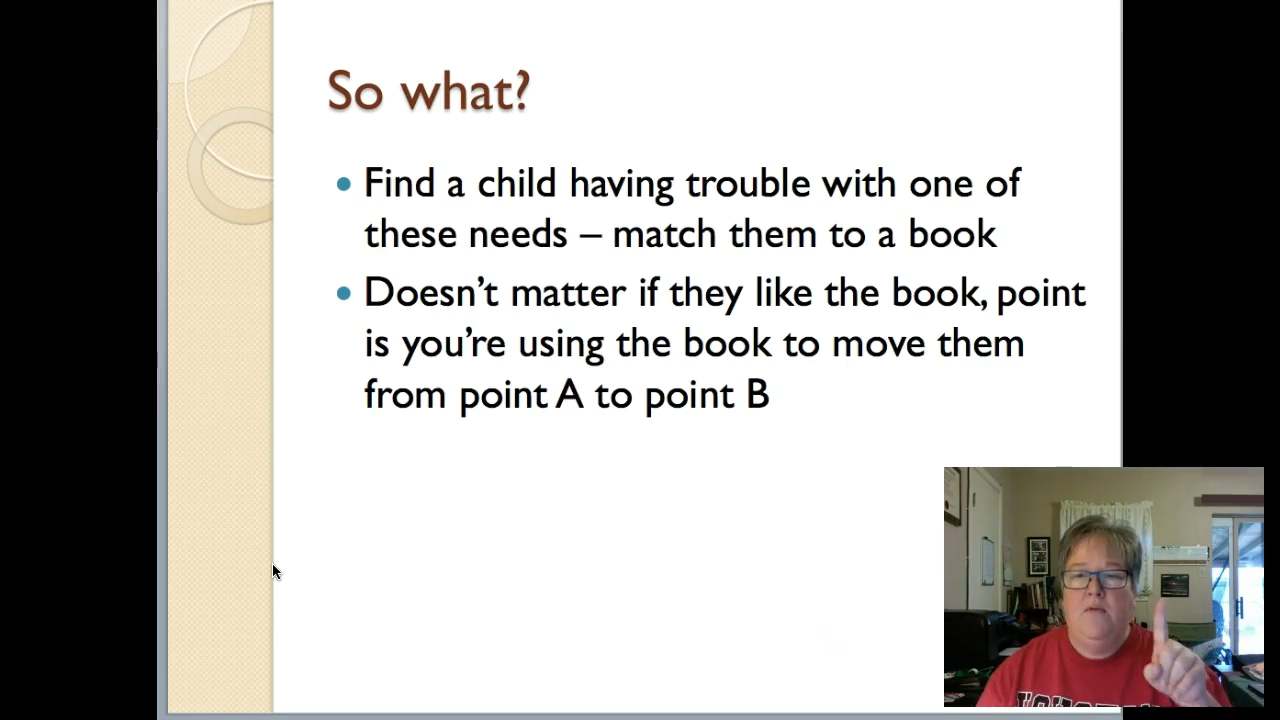 So what?
Find a child having trouble with one of
these needs – match them to a book
Doesn't matter if they like the book, point
is you're using the book to move them
from point A to point B